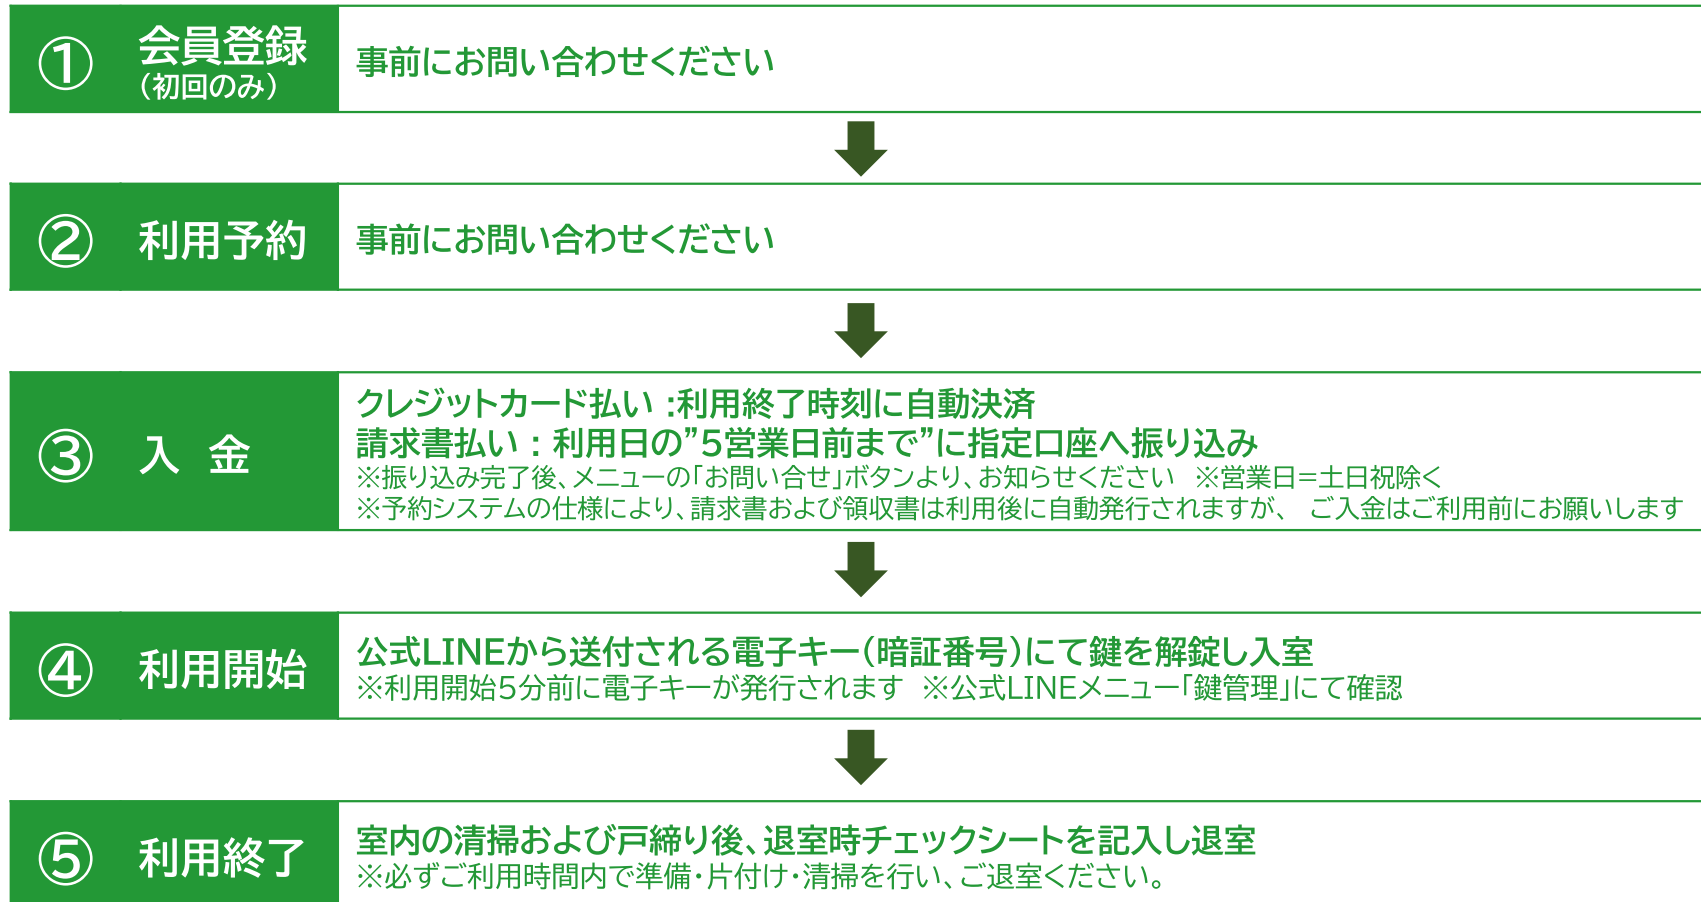 ① 会員登録
(初回のみ)
事前にお問い合わせください
② 利用予約
事前にお問い合わせください
③ 入 金
クレジットカード払い：利用終了時刻に自動決済
請求書払い：利用日の”5営業日前まで”に指定口座へ振り込み
※振り込み完了後、メニューの「お問い合せ」ボタンより、お知らせください ※営業日=土日祝除く
※予約システムの仕様により、請求書および領収書は利用後に自動発行されますが、 ご入金はご利用前にお願いします
④ 利用開始
公式LINEから送付される電子キー(暗証番号)にて鍵を解錠し入室
※利用開始5分前に電子キーが発行されます ※公式LINEメニュー「鍵管理」にて確認
⑤ 利用終了
室内の清掃および戸締り後、退室時チェックシートを記入し退室
※必ずご利用時間内で準備・片付け・清掃を行い、ご退室ください。